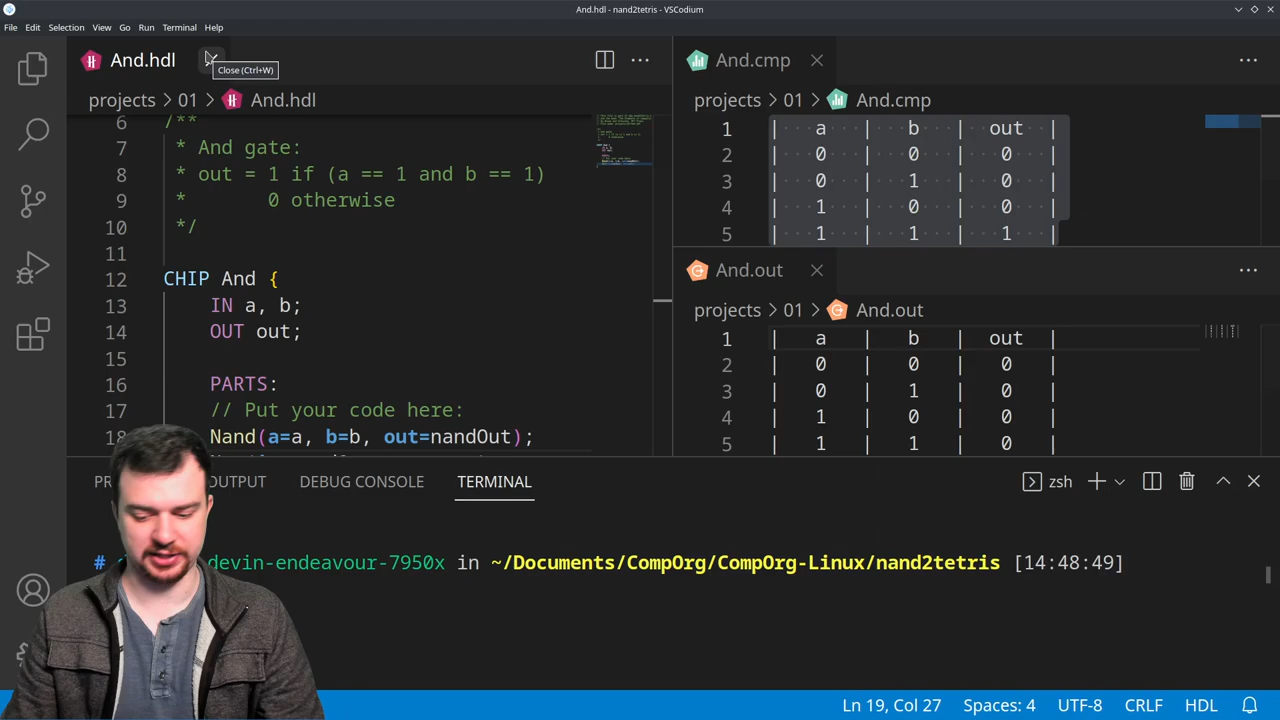 And.hdl - nand2tetris - VSCodium
File Edit Selection View Go Run Terminal Help
And.hdl
Close (Ctrl+W)
projects > 01 > And.hdl
6 /**
7 * And gate:
8 * out = 1 if (a == 1 and b == 1)
9 * 0 otherwise
10 */
11
12 CHIP And {
13 IN a, b;
14 OUT out;
15
16 PARTS:
17 // Put your code here:
18 Nand(a=a, b=b, out=nandOut);
And.cmp
projects > 01 > And.cmp
1 | a | b | out |
2 | 0 | 0 | 0 |
3 | 0 | 1 | 0 |
4 | 1 | 0 | 0 |
5 | 1 | 1 | 1 |
And.out
projects > 01 > And.out
1 | a | b | out |
2 | 0 | 0 | 0 |
3 | 0 | 1 | 0 |
4 | 1 | 0 | 0 |
5 | 1 | 1 | 0 |
OUTPUT DEBUG CONSOLE TERMINAL
zsh
# devin-endeavour-7950x in ~/Documents/CompOrg/CompOrg-Linux/nand2tetris [14:48:49]
Ln 19, Col 27 Spaces: 4 UTF-8 CRLF HDL